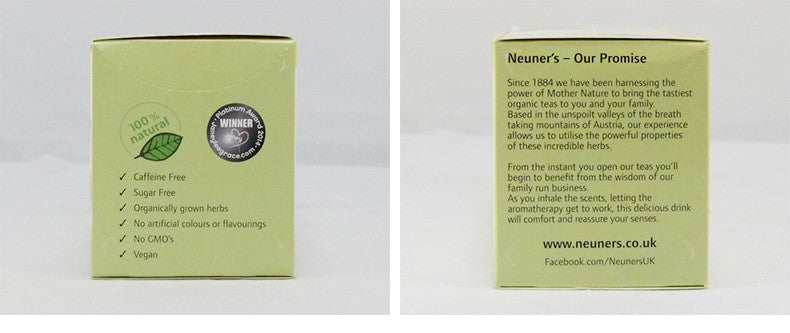 100%
natural
Platinum Award 2014
WINNER
Janeyleegrace.com
✓ Caffeine Free
✓ Sugar Free
✓ Organically grown herbs
✓ No artificial colours or flavourings
✓ No GMO's
✓ Vegan
Neuner's – Our Promise
Since 1884 we have been harnessing the
power of Mother Nature to bring the tastiest
organic teas to you and your family.
Based in the unspoilt valleys of the breath
taking mountains of Austria, our experience
allows us to utilise the powerful properties
of these incredible herbs.
From the instant you open our teas you'll
begin to benefit from the wisdom of our
family run business.
As you inhale the scents, letting the
aromatherapy get to work, this delicious drink
will comfort and reassure your senses.
www.neuners.co.uk
Facebook.com/NeunersUK